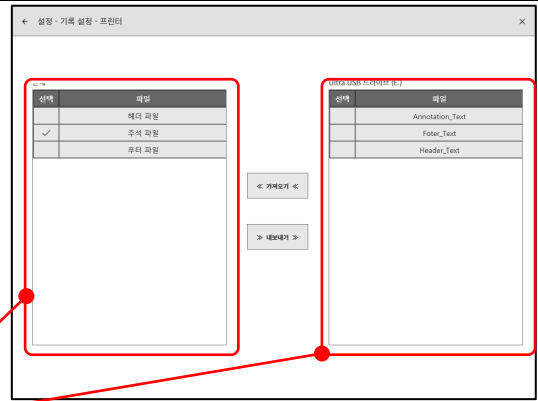 ← 설정 - 기록 설정 - 프린터 ×
Ultra.USB 드라이브 (E:)
선택 파일
헤더 파일
✓ 주석 파일
푸터 파일
선택 파일
Annotation_Text
Foter_Text
Header_Text
≪ 가져오기 ≪
≫ 내보내기 ≫